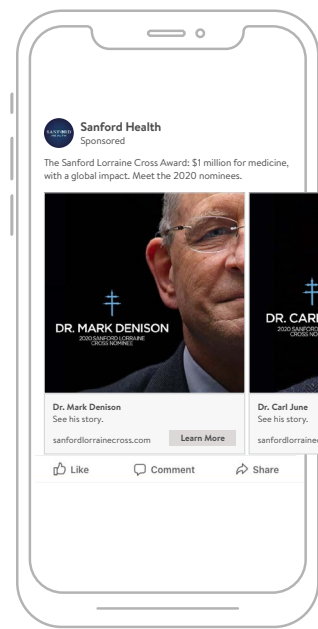 SANFORD
HEALTH
Sanford Health
Sponsored
The Sanford Lorraine Cross Award: $1 million for medicine,
with a global impact. Meet the 2020 nominees.
DR. MARK DENISON
2020 SANFORD LORRAINE
CROSS NOMINEE
DR. CARL
2020 SANFORD
CROSS NO
Dr. Mark Denison
See his story.
sanfordlorrainecross.com
Learn More
Dr. Carl June
See his story.
sanfordlorraine
Like
Comment
Share